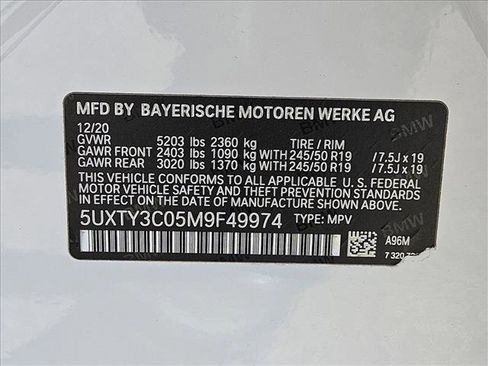 MFD BY BAYERISCHE MOTOREN WERKE AG
12/20
GVWR 5203 lbs 2360 kg TIRE / RIM
GAWR FRONT 2403 lbs 1090 kg WITH 245/50 R19 / 7.5J x 19
GAWR REAR 3020 lbs 1370 kg WITH 245/50 R19 / 7.5J x 19
THIS VEHICLE CONFORMS TO ALL APPLICABLE U.S. FEDERAL
MOTOR VEHICLE SAFETY STANDARDS IN
EFFECT ON THE DATE OF MANUFACTURE SHOWN ABOVE.
5UXTY3C05M9F49974 TYPE: MPV
A96M
7 320